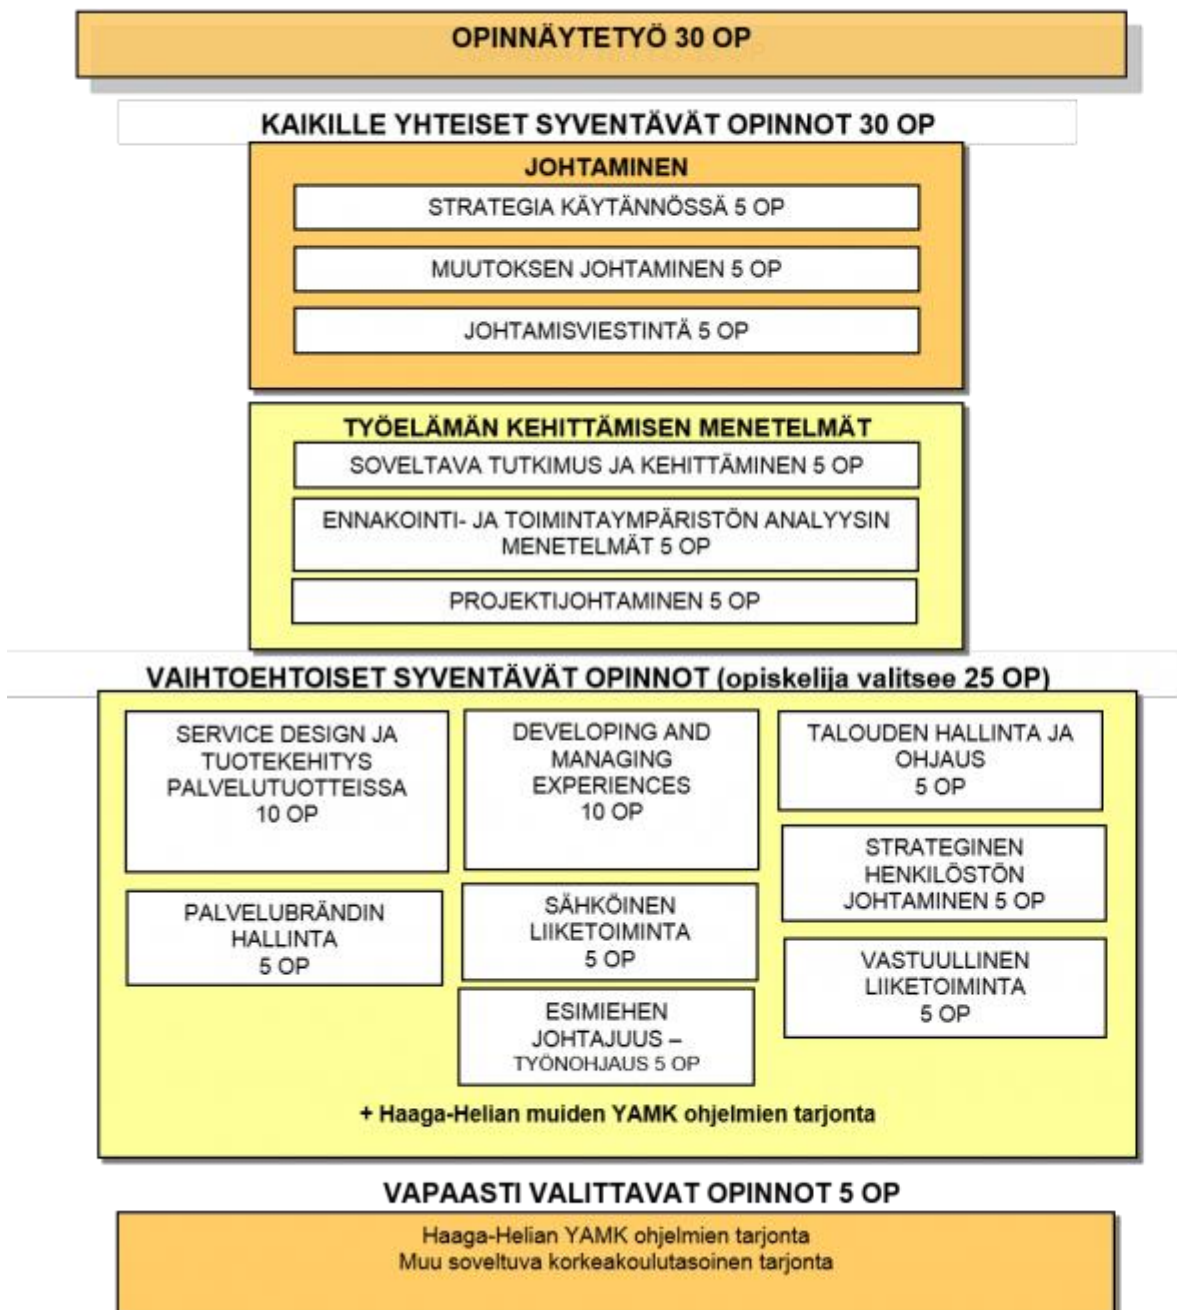 OPINNÄYTETYÖ 30 OP
KAIKILLE YHTEISET SYVENTÄVÄT OPINNOT 30 OP
JOHTAMINEN
STRATEGIA KÄYTÄNNÖSSÄ 5 OP
MUUTOKSEN JOHTAMINEN 5 OP
JOHTAMISVIESTINTÄ 5 OP
TYÖELÄMÄN KEHITTÄMISEN MENETELMÄT
SOVELTAVA TUTKIMUS JA KEHITTÄMINEN 5 OP
ENNAKOINTI- JA TOIMINTAYMPÄRISTÖN ANALYYSIN
MENETELMÄT 5 OP
PROJEKTIJOHTAMINEN 5 OP
VAIHTOEHTOISET SYVENTÄVÄT OPINNOT (opiskelija valitsee 25 OP)
SERVICE DESIGN JA
TUOTEKEHITYS
PALVELUTUOTTEISSA
10 OP
DEVELOPING AND
MANAGING
EXPERIENCES
10 OP
TALOUDEN HALLINTA JA
OHJAUS
5 OP
STRATEGINEN
HENKILÖSTÖN
JOHTAMINEN 5 OP
PALVELUBRÄNDIN
HALLINTA
5 OP
SÄHKÖINEN
LIIKETOIMINTA
5 OP
VASTUULLINEN
LIIKETOIMINTA
5 OP
ESIMIEHEN
JOHTAJUUS –
TYÖNOHJAUS 5 OP
+ Haaga-Helian muiden YAMK ohjelmien tarjonta
VAPAASTI VALITTAVAT OPINNOT 5 OP
Haaga-Helian YAMK ohjelmien tarjonta
Muu soveltuva korkeakoulutasoinen tarjonta